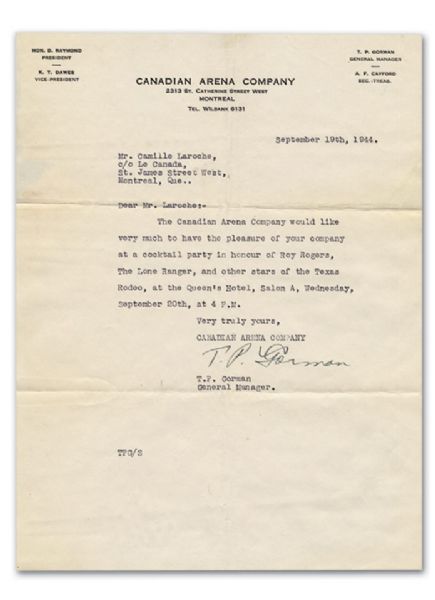 HON. D. RAYMOND
PRESIDENT
K. T. DAWES
VICE-PRESIDENT
T. P. GORMAN
GENERAL MANAGER
A. F. CAYFORD
SEC.-TREAS.
CANADIAN ARENA COMPANY
2313 ST. CATHERINE STREET WEST
MONTREAL
TEL. WILBANK 6131
September 19th, 1944.
Mr. Camille Laroche,
c/o Le Canada,
St. James Street West,
Montreal, Que..
Dear Mr. Laroche:-
The Canadian Arena Company would like
very much to have the pleasure of your company
at a cocktail party in honour of Roy Rogers,
The Lone Ranger, and other stars of the Texas
Rodeo, at the Queen's Hotel, Salon A, Wednesday,
September 20th, at 4 P.M.
Very truly yours,
CANADIAN ARENA COMPANY
T. P. Gorman
T.P. Gorman
General Manager.
TPG/S